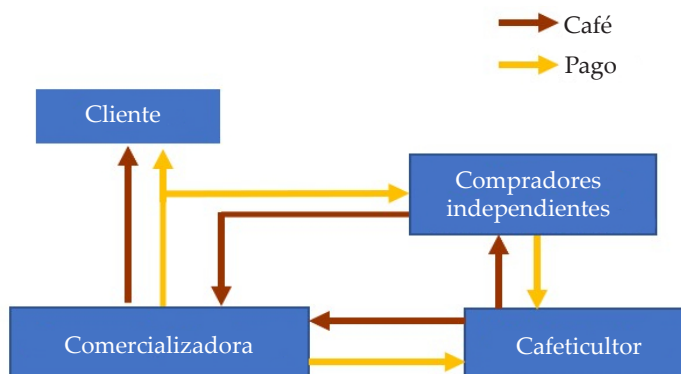 Café
Pago
Cliente
Compradores
independientes
Comercializadora
Cafeticultor